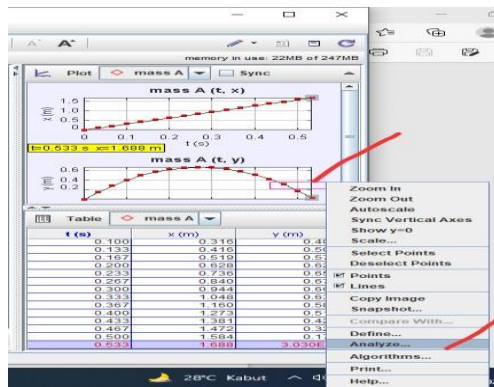 memory in use: 22MB of 247MB
Plot mass A Sync
mass A (t, x)
x (m)
1.5
1.0
0.5
0
0 0.1 0.2 0.3 0.4 0.5
t (s)
t=0.533 s x=1.688 m
mass A (t, y)
0.6
0.4
0.2
Table mass A
t (s) x (m) y (m)
0.100 0.316
0.133 0.416
0.167 0.519
0.200 0.628
0.233 0.736
0.267 0.840
0.300 0.944
0.333 1.048
0.367 1.160
0.400 1.273
0.433 1.381
0.467 1.472
0.500 1.584
0.533 1.688 3.030E
Zoom In
Zoom Out
Autoscale
Sync Vertical Axes
Show y=0
Scale...
Select Points
Deselect Points
Points
Lines
Copy Image
Snapshot...
Compare With...
Define...
Analyze...
Algorithms...
Print...
Help...
28°C Kabut